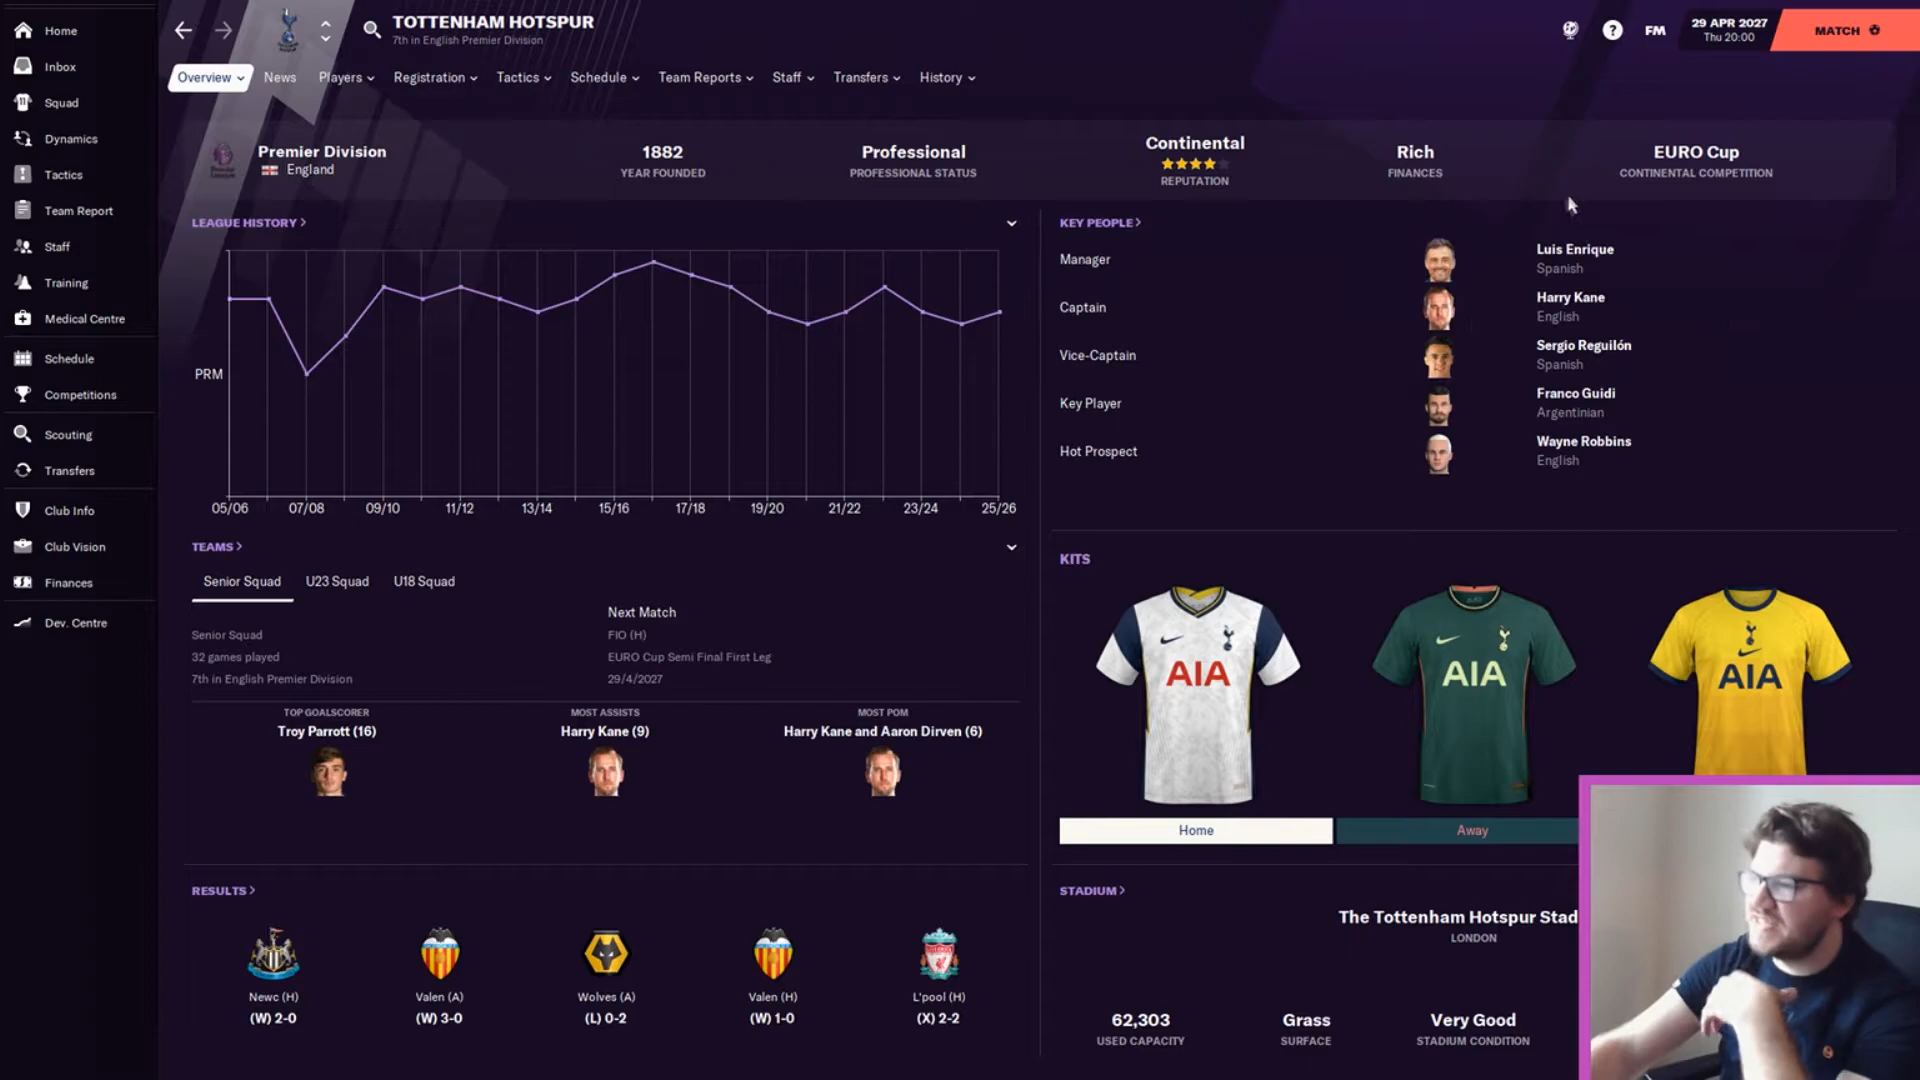 Home
Inbox
Squad
Dynamics
Tactics
Team Report
Staff
Training
Medical Centre
Schedule
Competitions
Scouting
Transfers
Club Info
Club Vision
Finances
Dev. Centre
TOTTENHAM HOTSPUR
7th in English Premier Division
? FM 29 APR 2027 MATCH
Thu 20:00
Overview News Players Registration Tactics Schedule Team Reports Staff Transfers History
Premier Division
England
1882
YEAR FOUNDED
Professional
PROFESSIONAL STATUS
Continental
REPUTATION
Rich
FINANCES
EURO Cup
CONTINENTAL COMPETITION
LEAGUE HISTORY >
PRM
05/06 07/08 09/10 11/12 13/14 15/16 17/18 19/20 21/22 23/24 25/26
KEY PEOPLE >
Manager Luis Enrique
Spanish
Captain Harry Kane
English
Vice-Captain Sergio Reguilón
Spanish
Key Player Franco Guidi
Argentinian
Hot Prospect Wayne Robbins
English
TEAMS >
Senior Squad U23 Squad U18 Squad
Senior Squad
32 games played
7th in English Premier Division
Next Match
FIO (H)
EURO Cup Semi Final First Leg
29/4/2027
TOP GOALSCORER
Troy Parrott (16)
MOST ASSISTS
Harry Kane (9)
MOST POM
Harry Kane and Aaron Dirven (6)
KITS
AIA AIA AIA
Home Away
RESULTS >
Newc (H) Valen (A) Wolves (A) Valen (H) L'pool (H)
(W) 2-0 (W) 3-0 (L) 0-2 (W) 1-0 (X) 2-2
STADIUM >
The Tottenham Hotspur Stad
LONDON
62,303
USED CAPACITY
Grass
SURFACE
Very Good
STADIUM CONDITION